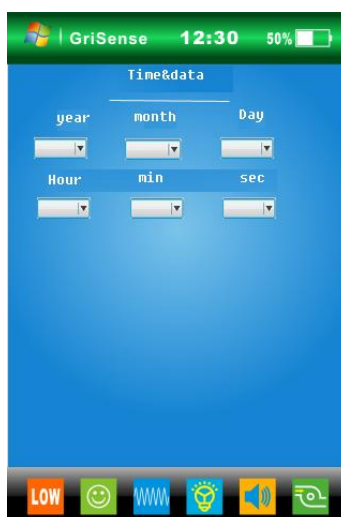 GriSense 12:30 50%
Time&data
year month Day
Hour min sec
LOW